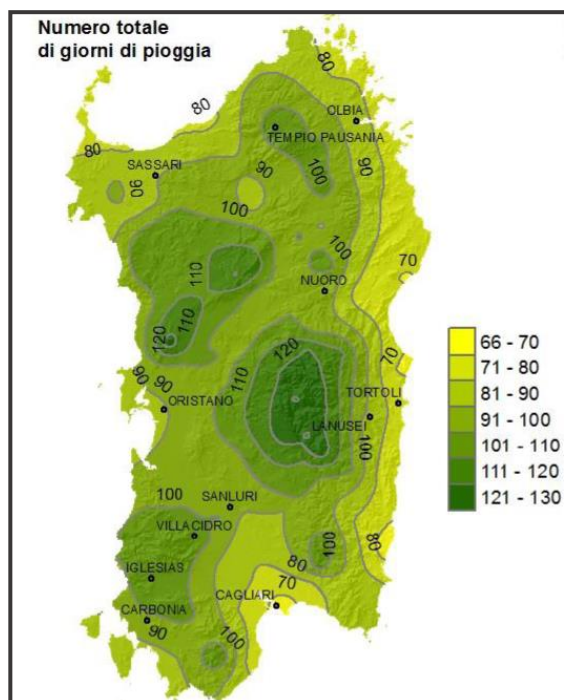 Numero totale
di giorni di pioggia
80
80
80
OLBIA
TEMPIO PAUSANIA
SASSARI
90
90
100
90
100
100
110
70
NUORO
110
120
120
70
110
90
90
TORTOLI
ORISTANO
LANUSEI
100
100
SANLURI
VILLACIDRO
100
80
80
IGLESIAS
70
CAGLIARI
CARBONIA
90
100
66 - 70
71 - 80
81 - 90
91 - 100
101 - 110
111 - 120
121 - 130